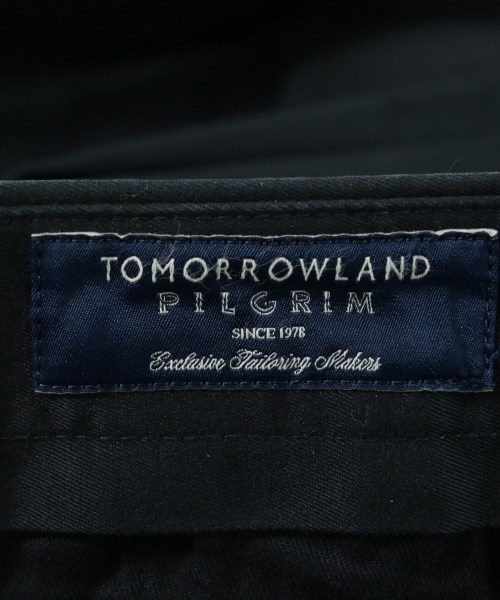 TOMORROWLAND
PILGRIM
SINCE 1978
Exclusive Tailoring Makers